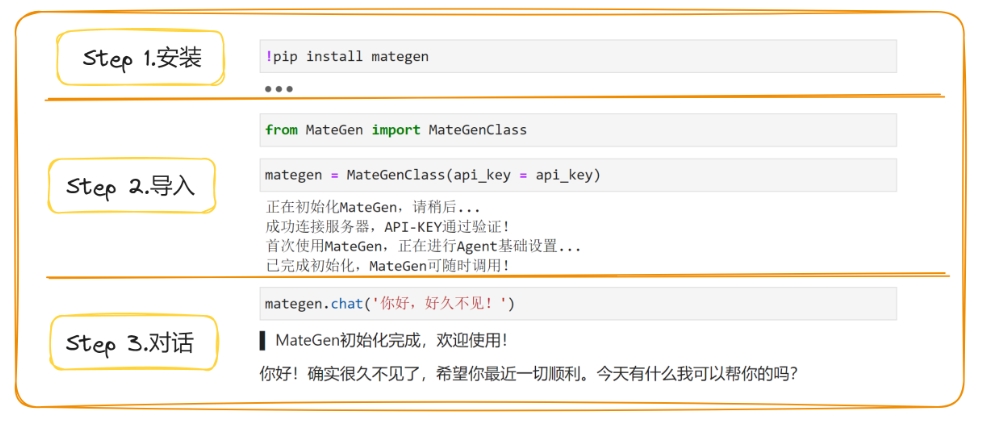 Step 1.安装
!pip install mategen
•••
from MateGen import MateGenClass
Step 2.导入
mategen = MateGenClass(api_key = api_key)
正在初始化MateGen，请稍后...
成功连接服务器，API-KEY通过验证！
首次使用MateGen，正在进行Agent基础设置...
已完成初始化，MateGen可随时调用！
mategen.chat('你好，好久不见！')
Step 3.对话
MateGen初始化完成，欢迎使用！
你好！确实很久不见了，希望你最近一切顺利。今天有什么我可以帮你的吗？